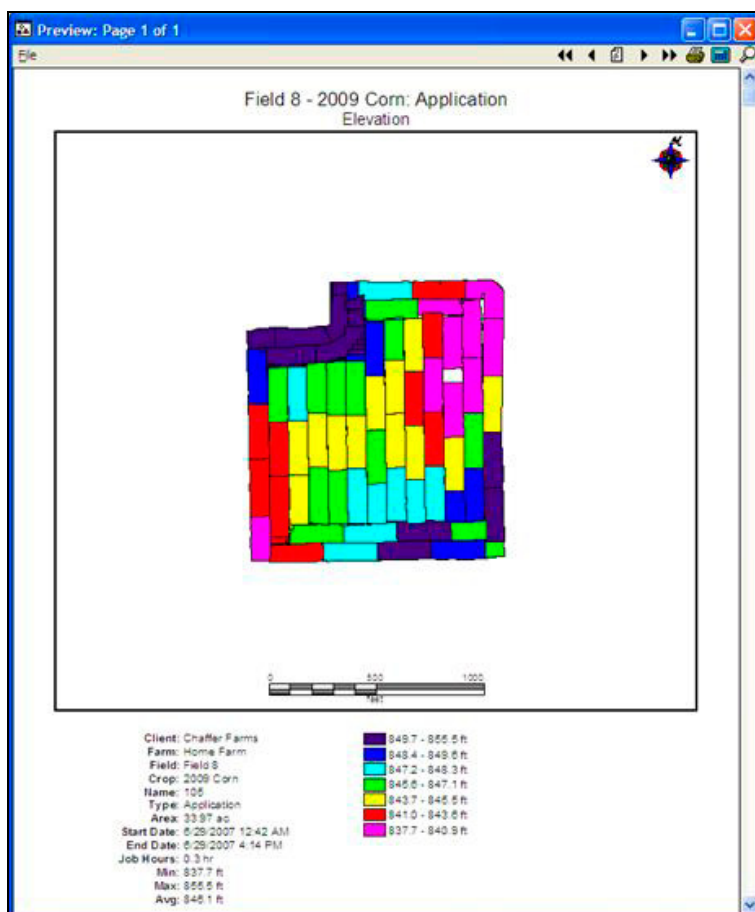 Preview: Page 1 of 1
File
Field 8 - 2009 Corn: Application
Elevation
N
0 500 1000
feet
Client: Chaffer Farms
Farm: Home Farm
Field: Field 8
Crop: 2009 Corn
Name: 105
Type: Application
Area: 33.97 ac
Start Date: 6/29/2007 12:42 AM
End Date: 6/29/2007 4:14 PM
Job Hours: 0.3 hr
Min: 837.7 ft
Max: 855.5 ft
Avg: 845.1 ft
849.7 - 855.5 ft
848.4 - 849.6 ft
847.2 - 848.3 ft
845.6 - 847.1 ft
843.7 - 845.5 ft
841.0 - 843.6 ft
837.7 - 840.9 ft